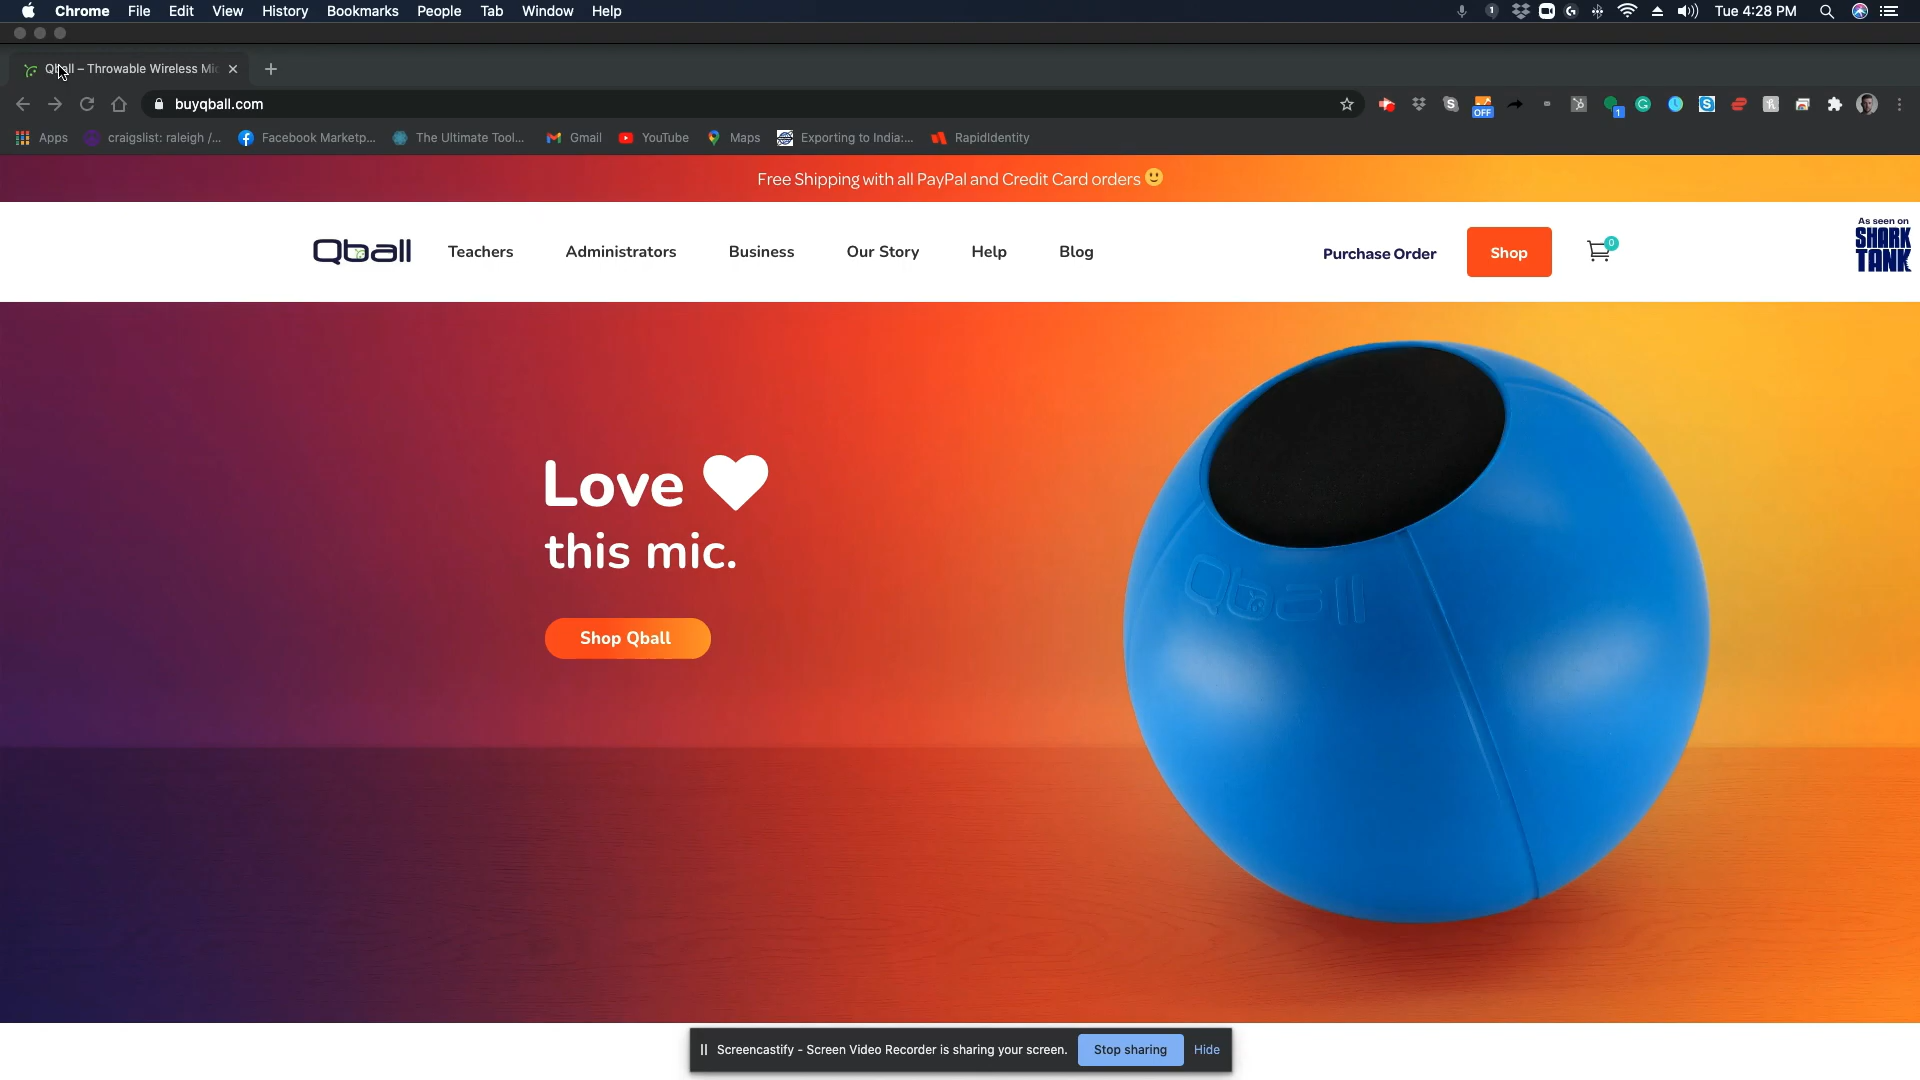 Chrome File Edit View History Bookmarks People Tab Window Help
Tue 4:28 PM
Qball – Throwable Wireless Mic
buyqball.com
OFF
1
Apps craigslist: raleigh /... Facebook Marketp... The Ultimate Tool... Gmail YouTube Maps Exporting to India:... RapidIdentity
Free Shipping with all PayPal and Credit Card orders 🙂
Qball Teachers Administrators Business Our Story Help Blog Purchase Order Shop 0
As seen on
SHARK
TANK
Love
this mic.
Shop Qball
Qball
Screencastify - Screen Video Recorder is sharing your screen. Stop sharing Hide